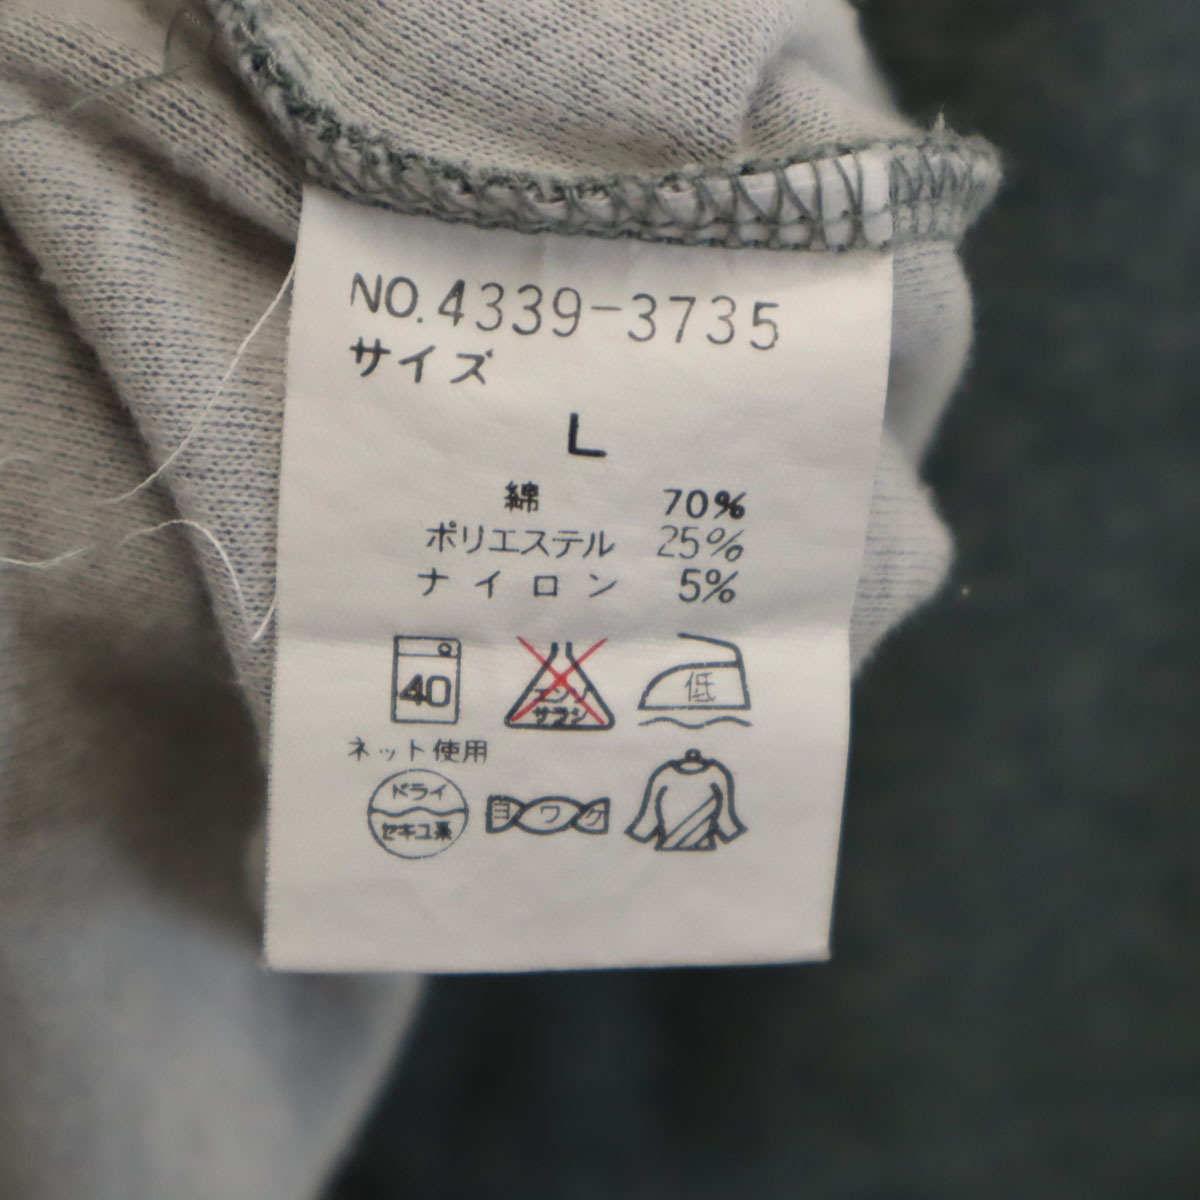 NO.4339-3735
サイズ
L
綿 70%
ポリエステル 25%
ナイロン 5%
40
エンソ
サラシ
低
ネット使用
ドライ
セキユ系
ヨワク